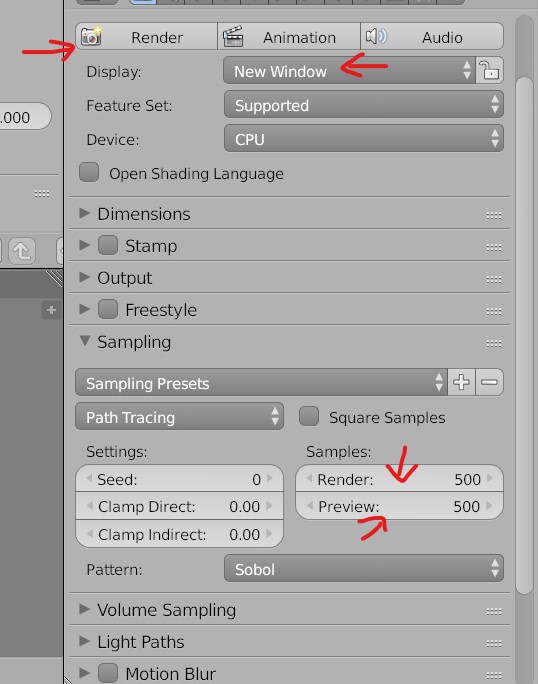 Render Animation Audio
Display: New Window
.000
Feature Set: Supported
Device: CPU
Open Shading Language
Dimensions
Stamp
Output
Freestyle
Sampling
Sampling Presets
Path Tracing Square Samples
Settings: Samples:
Seed: 0 Render: 500
Clamp Direct: 0.00 Preview: 500
Clamp Indirect: 0.00
Pattern: Sobol
Volume Sampling
Light Paths
Motion Blur